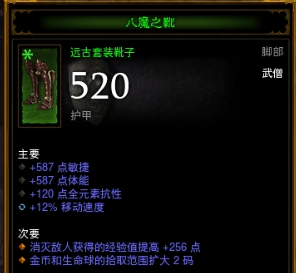 八魔之靴
远古套装靴子
脚部
520
武僧
护甲
主要
+587 点敏捷
+587 点体能
+120 点全元素抗性
+12% 移动速度
次要
消灭敌人获得的经验值提高 +256 点
金币和生命球的拾取范围扩大 2 码